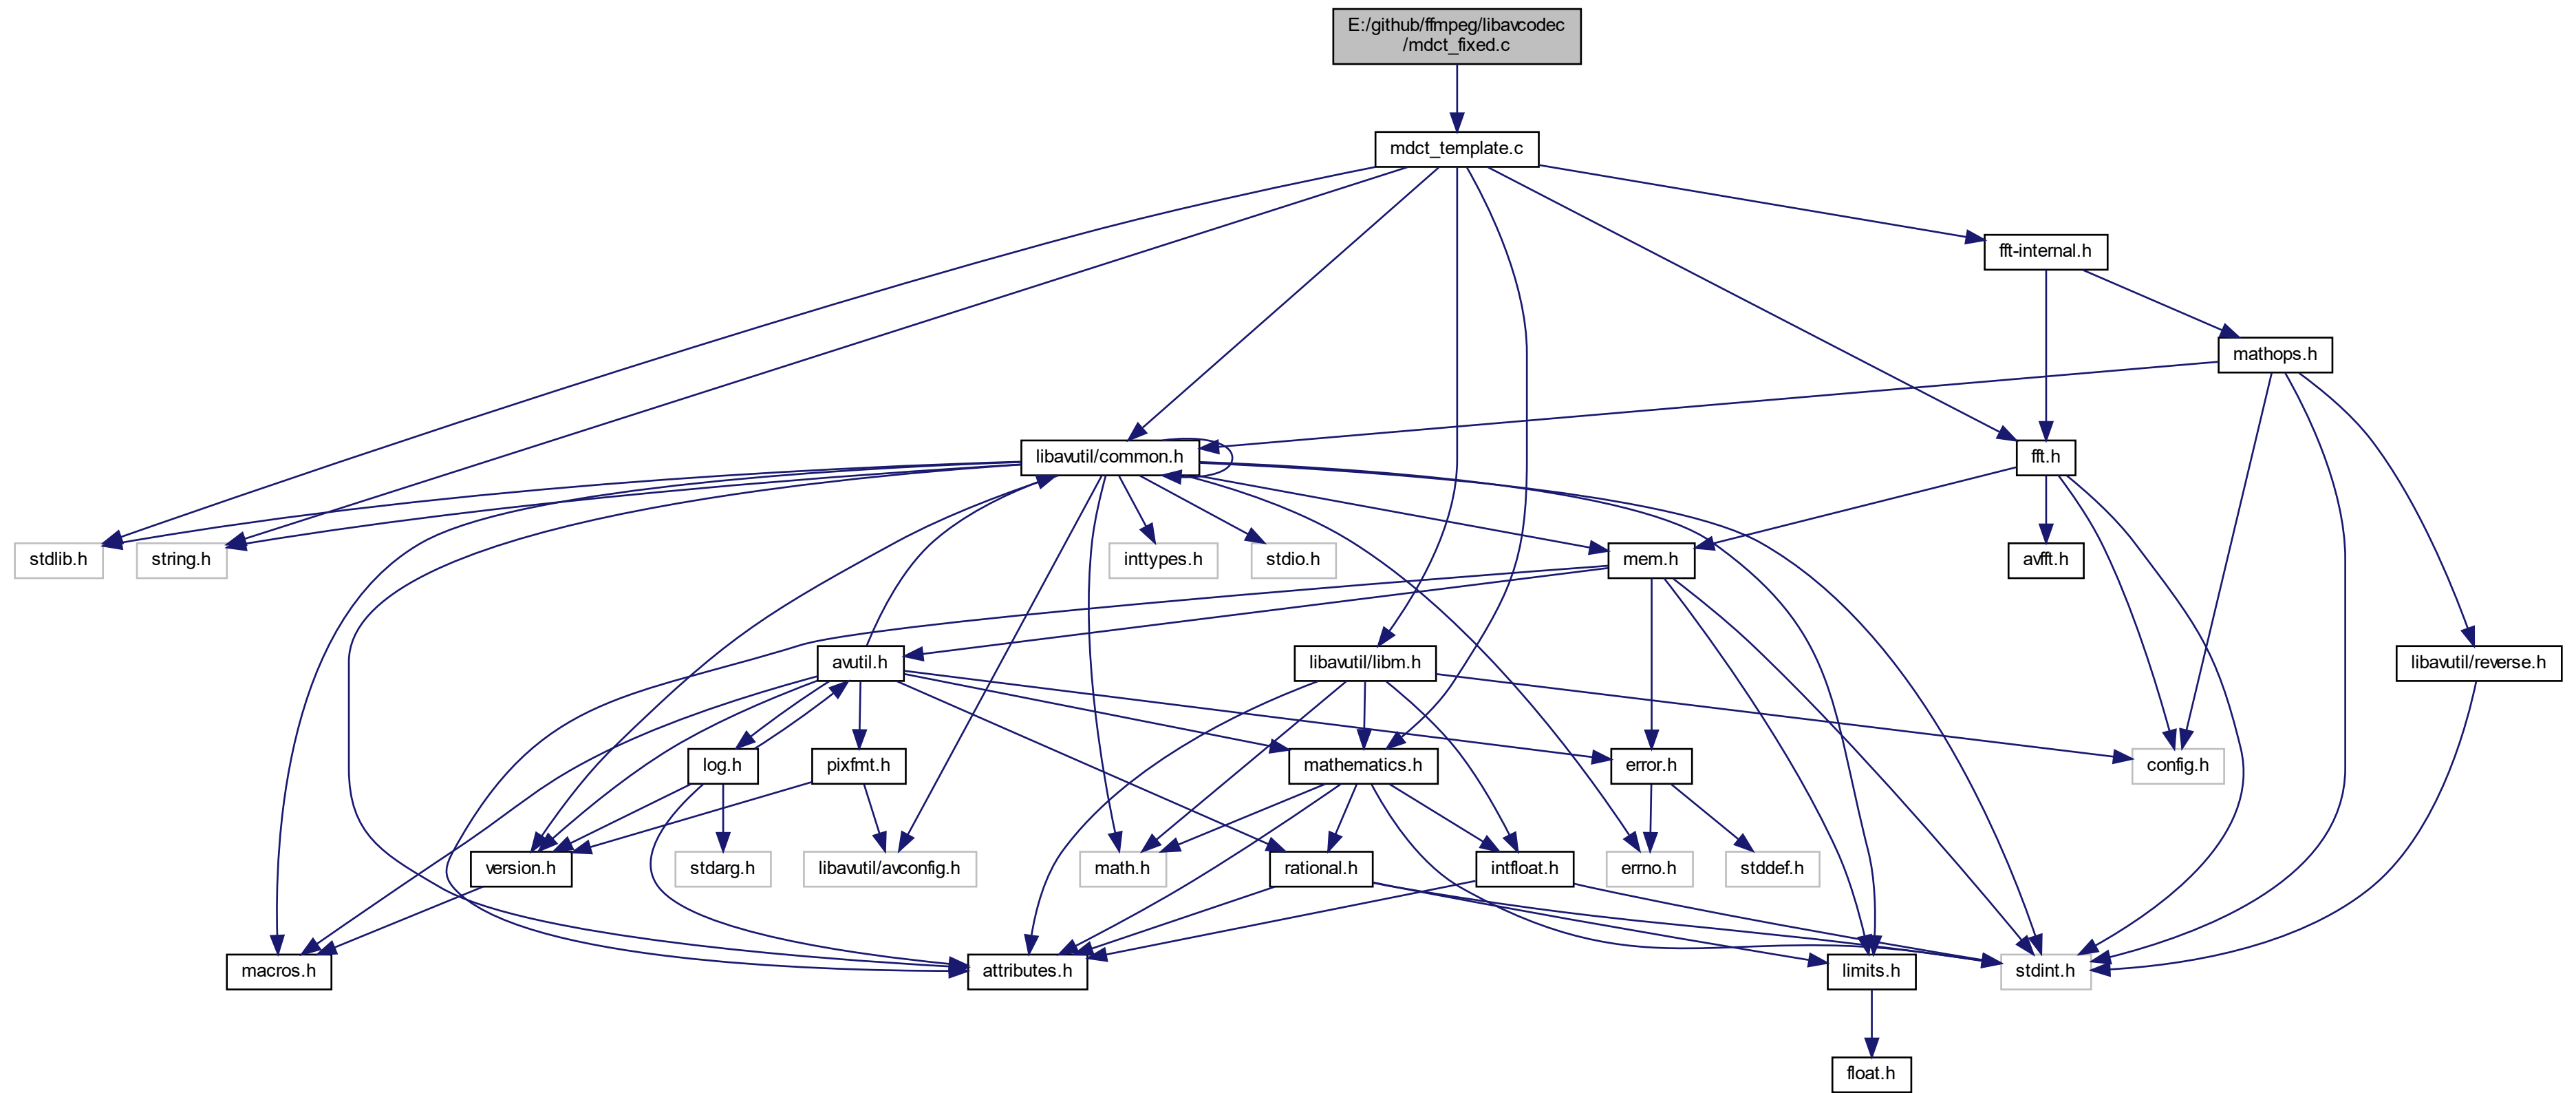 E:/github/ffmpeg/libavcodec
/mdct_fixed.c
mdct_template.c
fft-internal.h
mathops.h
libavutil/common.h
fft.h
stdlib.h
string.h
inttypes.h
stdio.h
mem.h
avfft.h
avutil.h
libavutil/libm.h
libavutil/reverse.h
log.h
pixfmt.h
mathematics.h
error.h
config.h
version.h
stdarg.h
libavutil/avconfig.h
math.h
rational.h
intfloat.h
errno.h
stddef.h
macros.h
attributes.h
limits.h
stdint.h
float.h